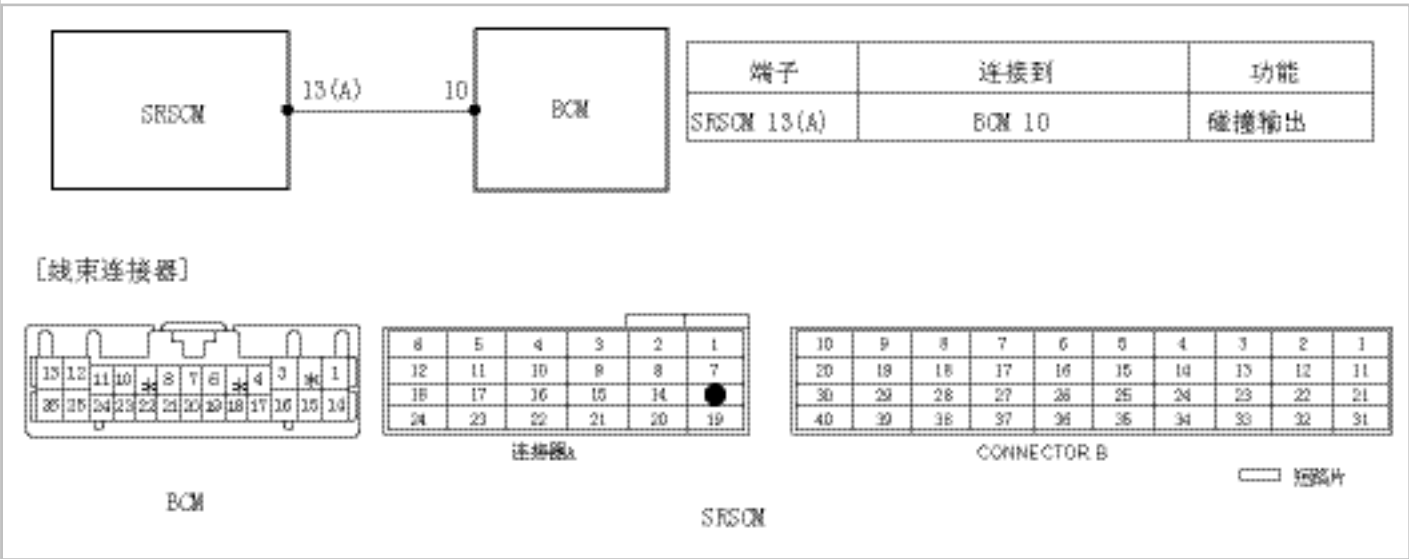 SRSCM
13(A)
10
BCM
端子 连接到 功能
SRSCM 13(A) BCM 10 碰撞输出
[线束连接器]
13 12 11 10 * 8 7 6 * 4 3 * 1
26 25 24 23 22 21 20 19 18 17 16 15 14
BCM
6 5 4 3 2 1
12 11 10 9 8 7
18 17 16 15 14
24 23 22 21 20 19
连接器A
10 9 8 7 6 5 4 3 2 1
20 19 18 17 16 15 14 13 12 11
30 29 28 27 26 25 24 23 22 21
40 39 38 37 36 35 34 33 32 31
CONNECTOR B
短路片
SRSCM